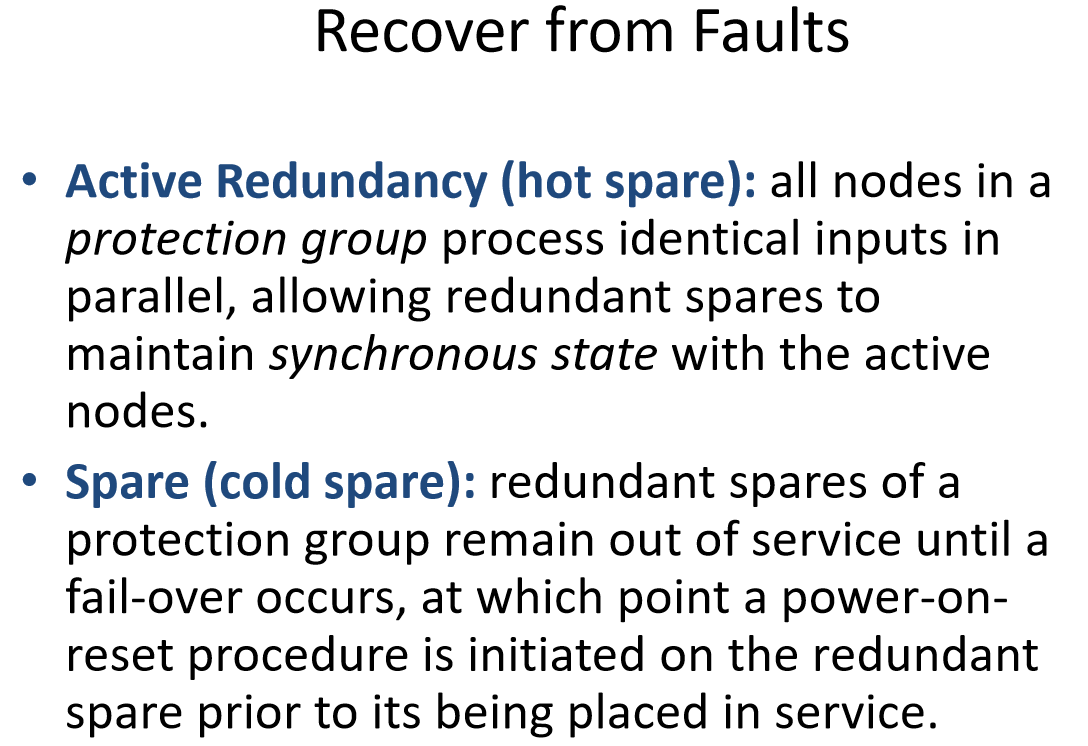 Recover from Faults
• Active Redundancy (hot spare): all nodes in a
protection group process identical inputs in
parallel, allowing redundant spares to
maintain synchronous state with the active
nodes.
• Spare (cold spare): redundant spares of a
protection group remain out of service until a
fail-over occurs, at which point a power-on-
reset procedure is initiated on the redundant
spare prior to its being placed in service.